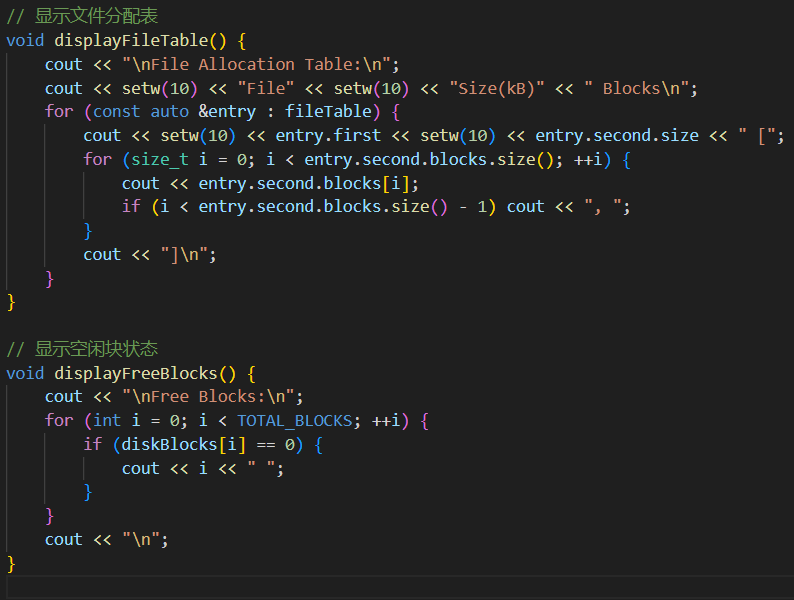 // 显示文件分配表
void displayFileTable() {
    cout << "\nFile Allocation Table:\n";
    cout << setw(10) << "File" << setw(10) << "Size(kB)" << " Blocks\n";
    for (const auto &entry : fileTable) {
        cout << setw(10) << entry.first << setw(10) << entry.second.size << " [";
        for (size_t i = 0; i < entry.second.blocks.size(); ++i) {
            cout << entry.second.blocks[i];
            if (i < entry.second.blocks.size() - 1) cout << ", ";
        }
        cout << "]\n";
    }
}

// 显示空闲块状态
void displayFreeBlocks() {
    cout << "\nFree Blocks:\n";
    for (int i = 0; i < TOTAL_BLOCKS; ++i) {
        if (diskBlocks[i] == 0) {
            cout << i << " ";
        }
    }
    cout << "\n";
}